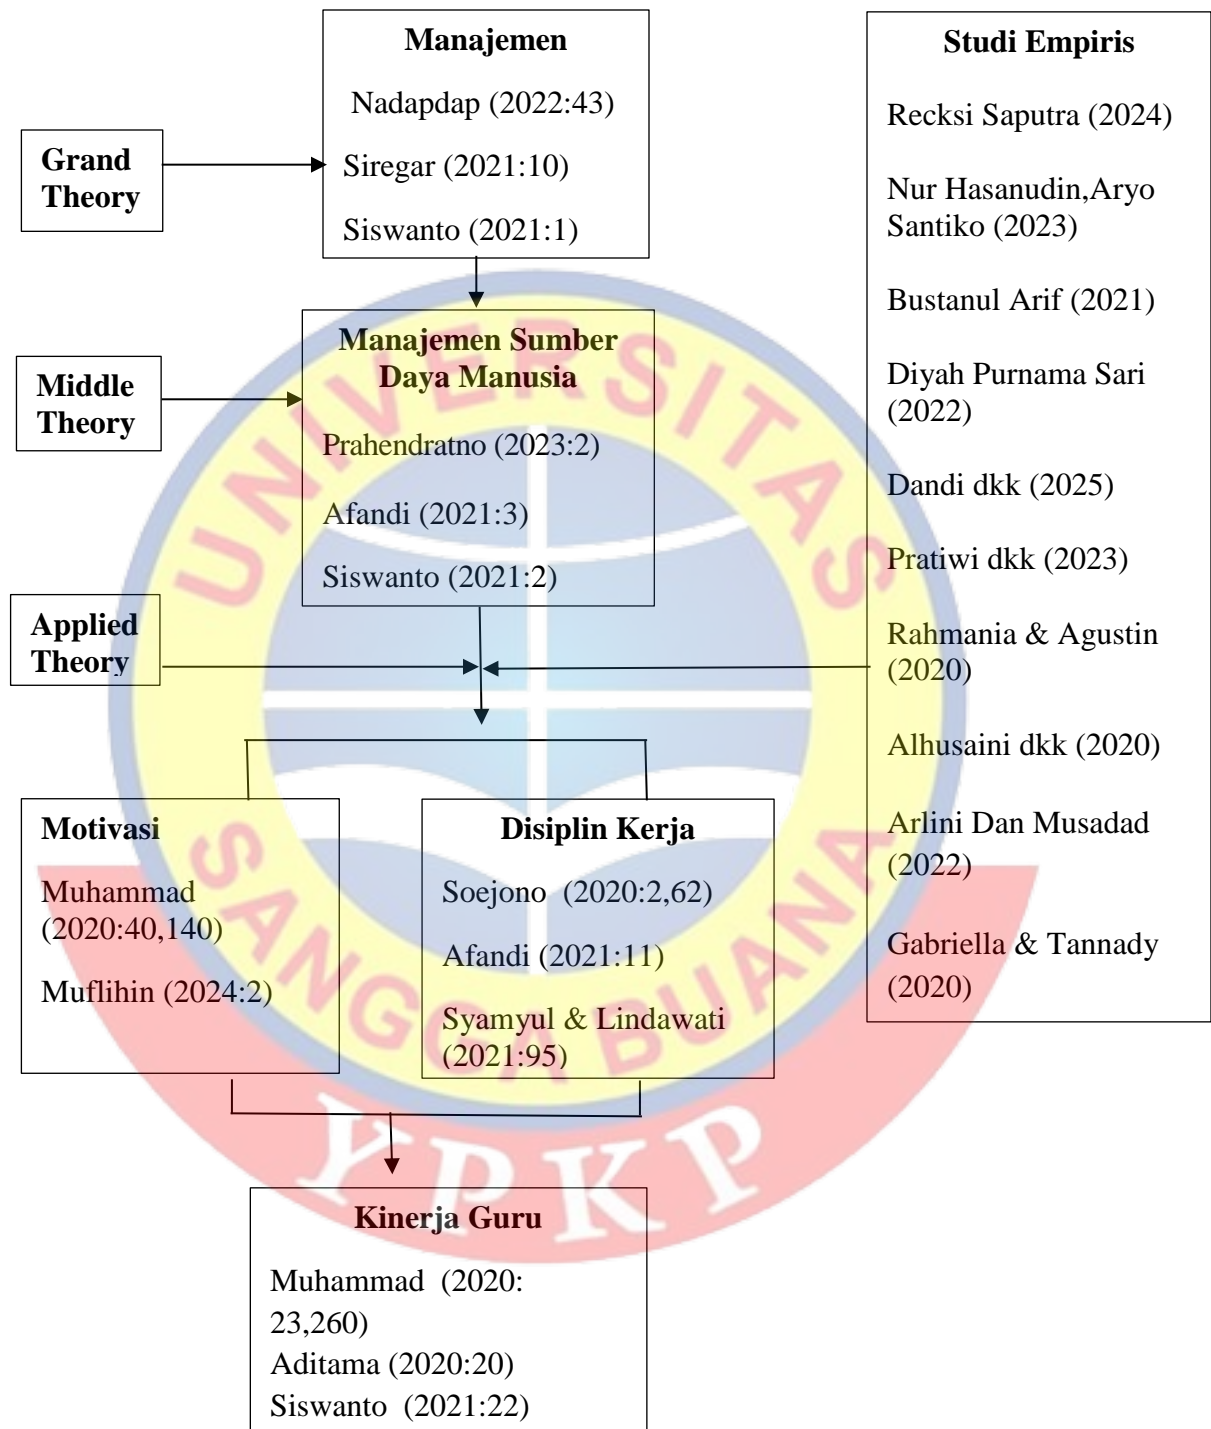 Manajemen
Nadapdap (2022:43)
Siregar (2021:10)
Siswanto (2021:1)
Grand
Theory
Manajemen Sumber
Daya Manusia
Prahendratno (2023:2)
Afandi (2021:3)
Siswanto (2021:2)
Middle
Theory
Applied
Theory
Studi Empiris
Recksi Saputra (2024)
Nur Hasanudin,Aryo
Santiko (2023)
Bustanul Arif (2021)
Diyah Purnama Sari
(2022)
Dandi dkk (2025)
Pratiwi dkk (2023)
Rahmania & Agustin
(2020)
Alhusaini dkk (2020)
Arlini Dan Musadad
(2022)
Gabriella & Tannady
(2020)
Motivasi
Muhammad
(2020:40,140)
Muflihin (2024:2)
Disiplin Kerja
Soejono (2020:2,62)
Afandi (2021:11)
Syamyul & Lindawati
(2021:95)
Kinerja Guru
Muhammad (2020:
23,260)
Aditama (2020:20)
Siswanto (2021:22)
UNIVERSITAS
SANGGA BUANA
YPKP